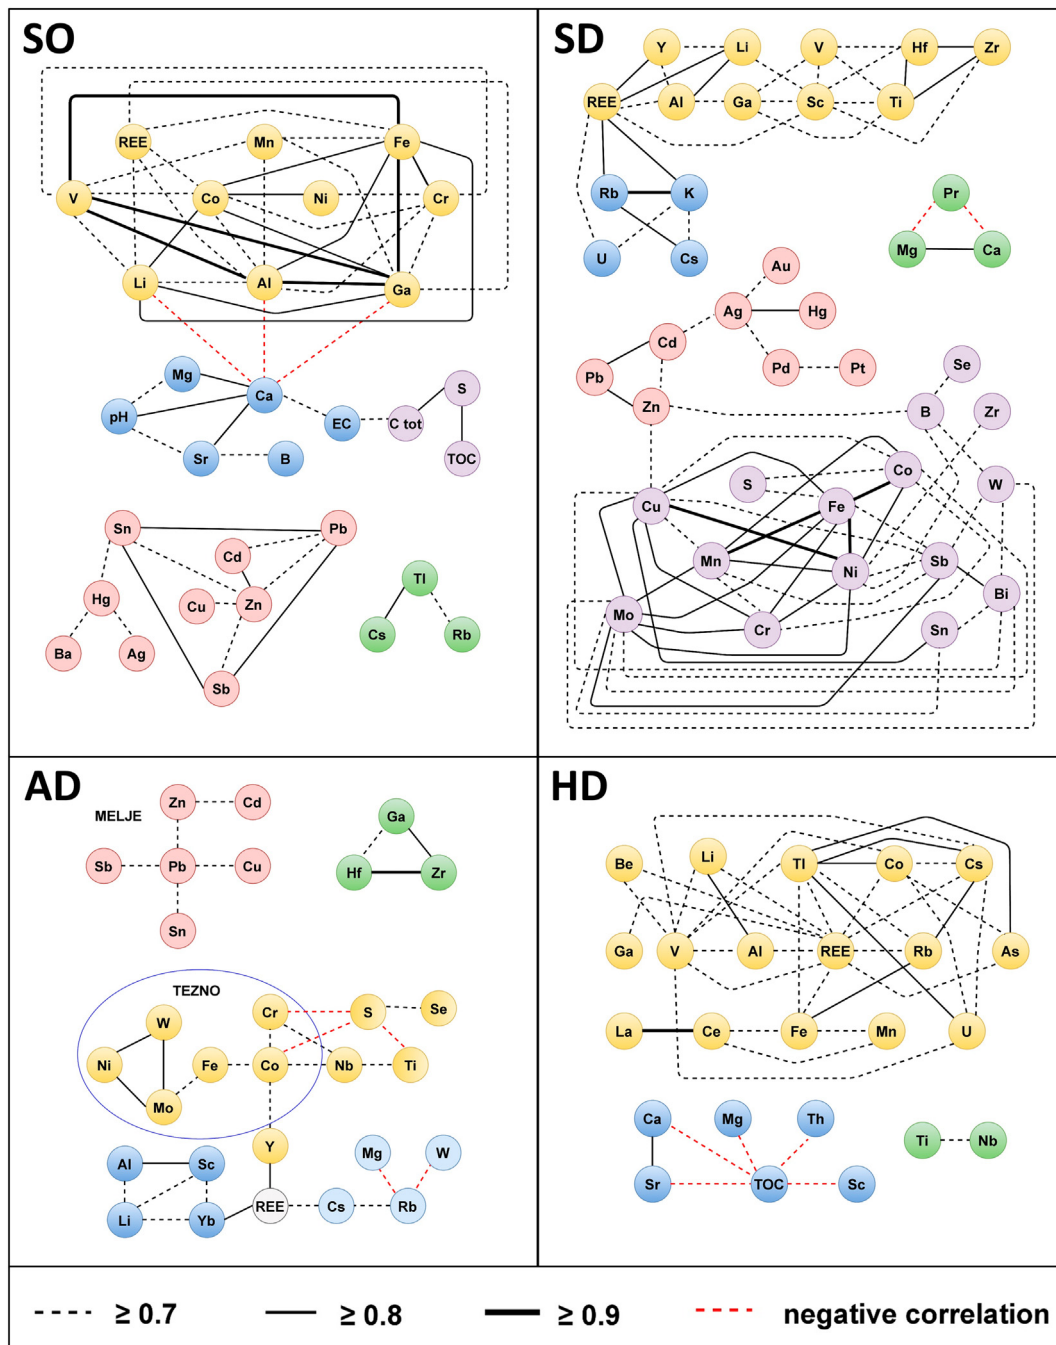 SO
REE
Mn
Fe
V
Co
Ni
Cr
Li
Al
Ga
Mg
Ca
S
pH
EC
C tot
Sr
B
TOC
Sn
Pb
Cd
Hg
Cu
Zn
Tl
Cs
Rb
Ba
Ag
Sb
SD
Y
Li
V
Hf
Zr
REE
Al
Ga
Sc
Ti
Rb
K
U
Cs
Pr
Mg
Ca
Au
Ag
Hg
Cd
Pb
Pd
Pt
Zn
Se
B
Zr
Co
S
W
Cu
Fe
Mn
Ni
Sb
Bi
Mo
Cr
Sn
AD
MELJE
Zn
Cd
Sb
Pb
Cu
Sn
Ga
Hf
Zr
TEZNO
W
Cr
S
Se
Ni
Fe
Co
Nb
Ti
Mo
Y
Al
Sc
Mg
W
Li
Yb
REE
Cs
Rb
HD
Be
Li
Tl
Co
Cs
Ga
V
Al
REE
Rb
As
La
Ce
Fe
Mn
U
Ca
Mg
Th
Sr
TOC
Sc
Ti
Nb
≥ 0.7
≥ 0.8
≥ 0.9
negative correlation